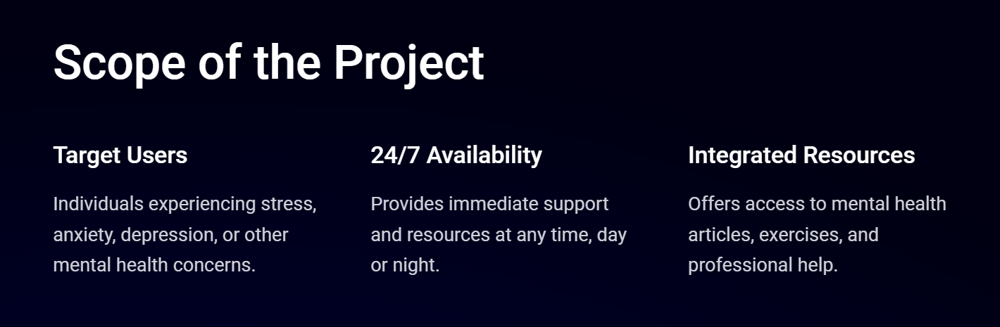 Scope of the Project
Target Users
Individuals experiencing stress,
anxiety, depression, or other
mental health concerns.
24/7 Availability
Provides immediate support
and resources at any time, day
or night.
Integrated Resources
Offers access to mental health
articles, exercises, and
professional help.